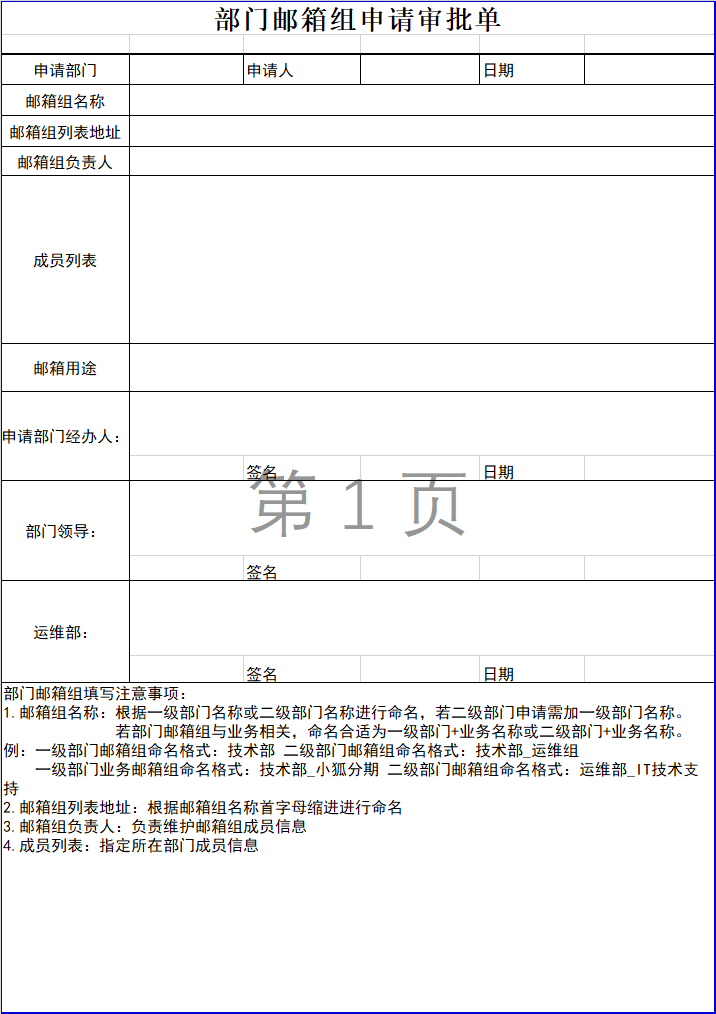 部门邮箱组申请审批单
申请部门 申请人 日期
邮箱组名称
邮箱组列表地址
邮箱组负责人
成员列表
邮箱用途
申请部门经办人：
签名 日期
第 1 页
部门领导：
签名
运维部：
签名 日期
部门邮箱组填写注意事项：
1.邮箱组名称：根据一级部门名称或二级部门名称进行命名，若二级部门申请需加一级部门名称。
若部门邮箱组与业务相关，命名合适为一级部门+业务名称或二级部门+业务名称。
例：一级部门邮箱组命名格式：技术部 二级部门邮箱组命名格式：技术部_运维组
一级部门业务邮箱组命名格式：技术部_小狐分期 二级部门邮箱组命名格式：运维部_IT技术支
持
2.邮箱组列表地址：根据邮箱组名称首字母缩进进行命名
3.邮箱组负责人：负责维护邮箱组成员信息
4.成员列表：指定所在部门成员信息